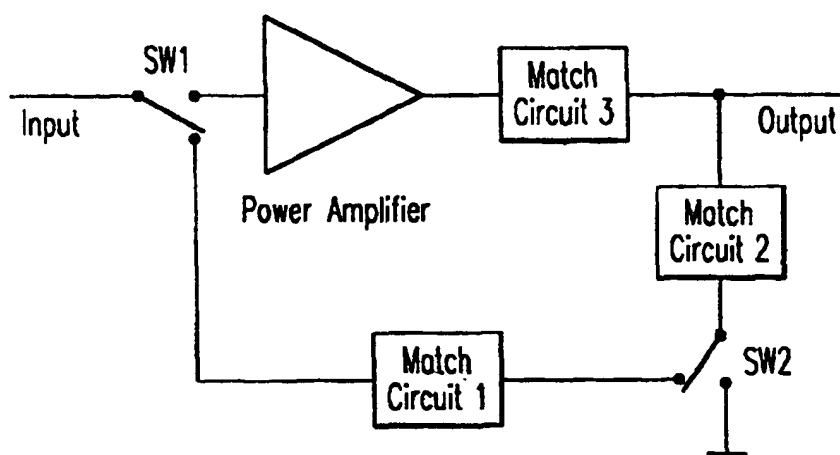 SW1
Match
Circuit 3
Input
Output
Power Amplifier
Match
Circuit 2
Match
Circuit 1
SW2